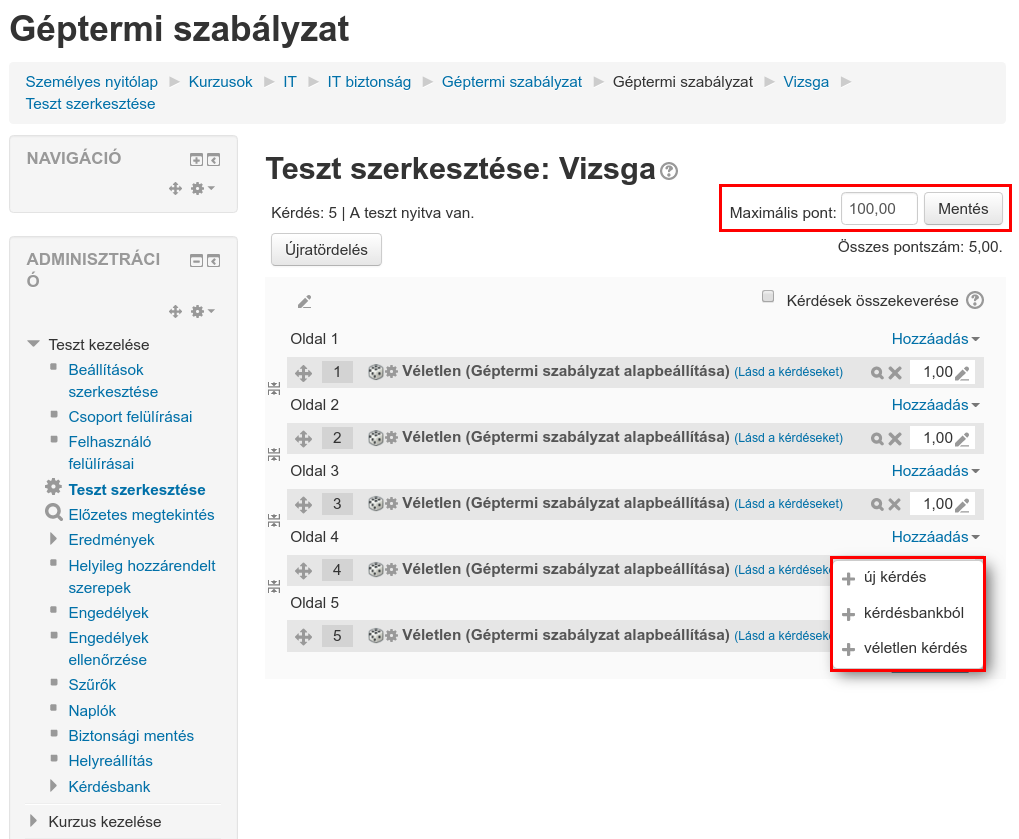 Géptermi szabályzat
Személyes nyitólap ► Kurzusok ► IT ► IT biztonság ► Géptermi szabályzat ► Géptermi szabályzat ► Vizsga ►
Teszt szerkesztése
NAVIGÁCIÓ
ADMINISZTRÁCI
Ó
Teszt kezelése
Beállítások
szerkesztése
Csoport felülírásai
Felhasználó
felülírásai
Teszt szerkesztése
Előzetes megtekintés
Eredmények
Helyileg hozzárendelt
szerepek
Engedélyek
Engedélyek
ellenőrzése
Szűrők
Naplók
Biztonsági mentés
Helyreállítás
Kérdésbank
Kurzus kezelése
Teszt szerkesztése: Vizsga
Kérdés: 5 | A teszt nyitva van.
Maximális pont: 100,00 Mentés
Újratördelés
Összes pontszám: 5,00.
Kérdések összekeverése
Oldal 1 Hozzáadás
1 Véletlen (Géptermi szabályzat alapbeállítása) (Lásd a kérdéseket) 1,00
Oldal 2 Hozzáadás
2 Véletlen (Géptermi szabályzat alapbeállítása) (Lásd a kérdéseket) 1,00
Oldal 3 Hozzáadás
3 Véletlen (Géptermi szabályzat alapbeállítása) (Lásd a kérdéseket) 1,00
Oldal 4 Hozzáadás
4 Véletlen (Géptermi szabályzat alapbeállítása) (Lásd a kérdéseke
Oldal 5
5 Véletlen (Géptermi szabályzat alapbeállítása) (Lásd a kérdéseke
új kérdés
kérdésbankból
véletlen kérdés